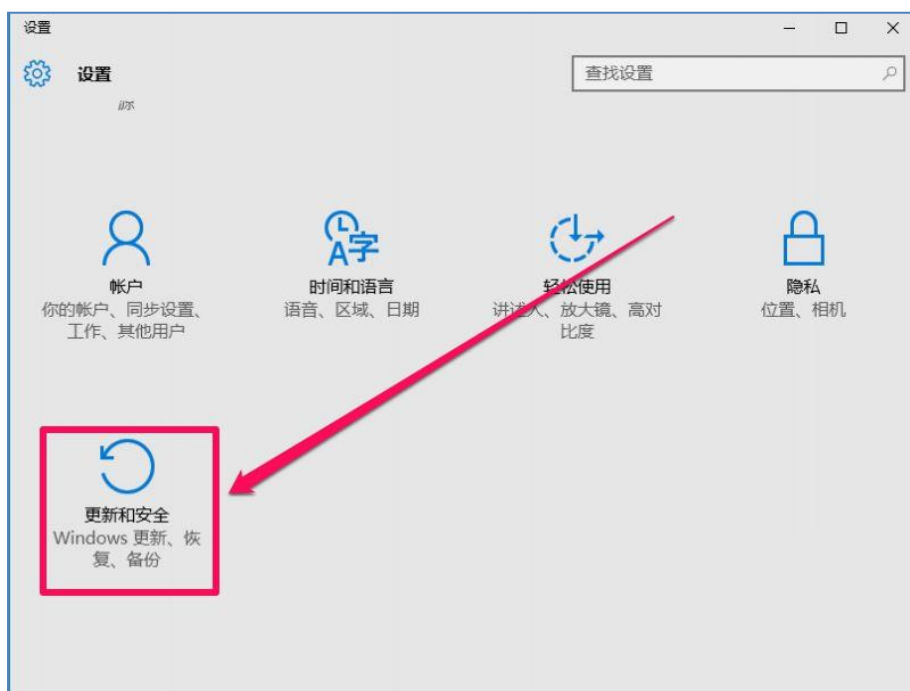 设置
设置
查找设置
帐户
你的帐户、同步设置、
工作、其他用户
时间和语言
语音、区域、日期
轻松使用
讲述人、放大镜、高对
比度
隐私
位置、相机
更新和安全
Windows 更新、恢
复、备份